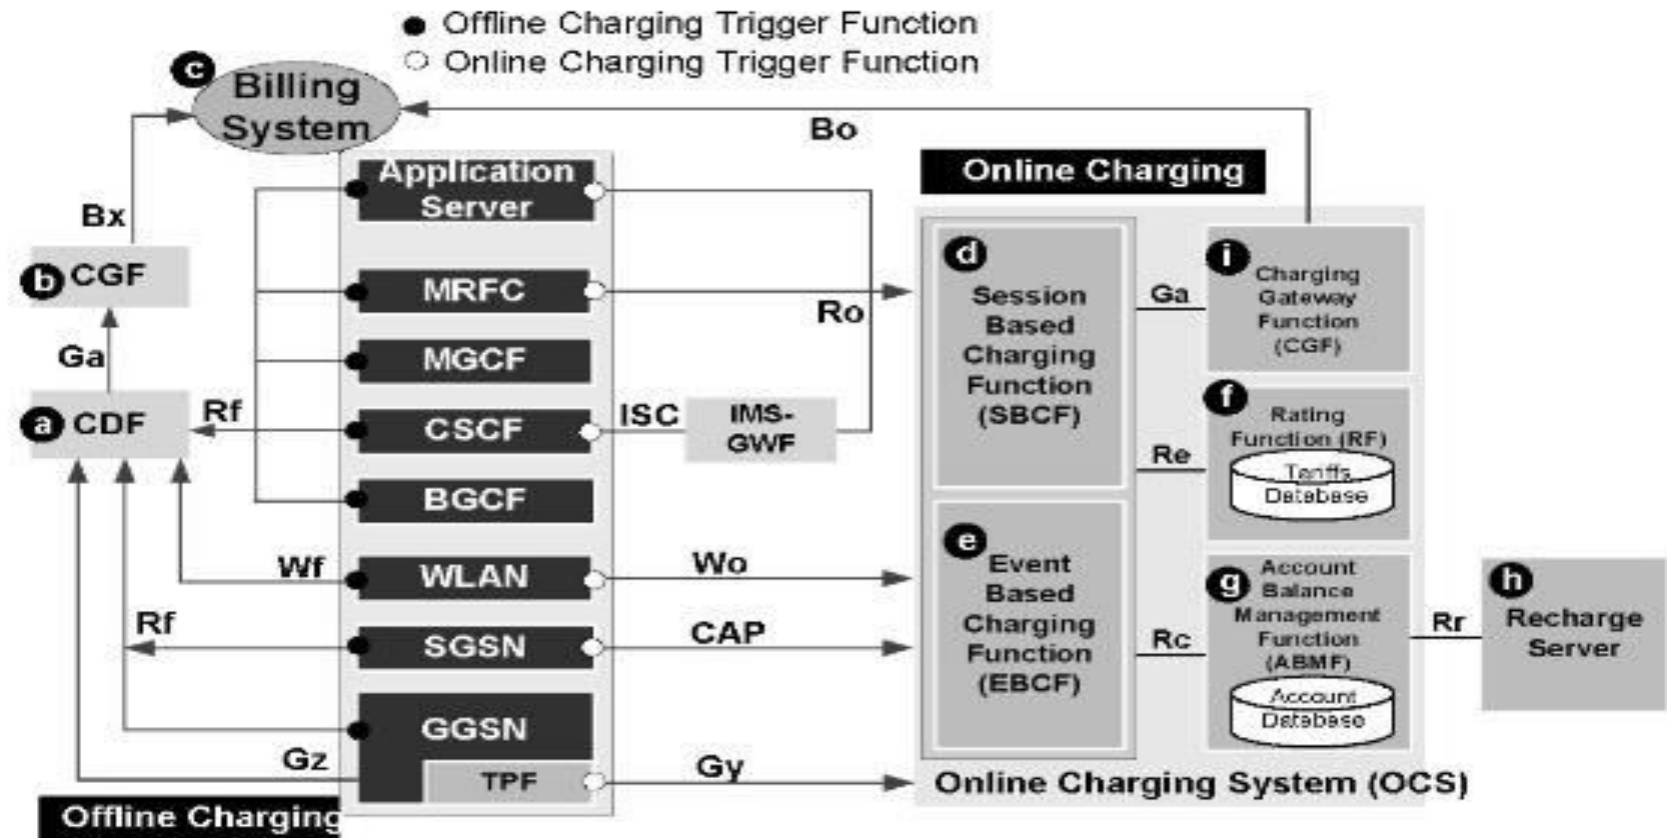 Offline Charging Trigger Function
Online Charging Trigger Function
c
Billing
System
Bo
Online Charging
Application
Server
Bx
b
CGF
MRFC
Ro
d
Session
Based
Charging
Function
(SBCF)
Ga
i
Charging
Gateway
Function
(CGF)
Ga
MGCF
a
CDF
Rf
CSCF
ISC
IMS-
GWF
Re
f
Rating
Function (RF)
Tariffs
Database
BGCF
Wf
WLAN
Wo
e
Event
Based
Charging
Function
(EBCF)
Rc
g
Account
Balance
Management
Function
(ABMF)
Account
Database
Rr
h
Recharge
Server
Rf
SGSN
CAP
GGSN
Gz
TPF
Gy
Online Charging System (OCS)
Offline Charging